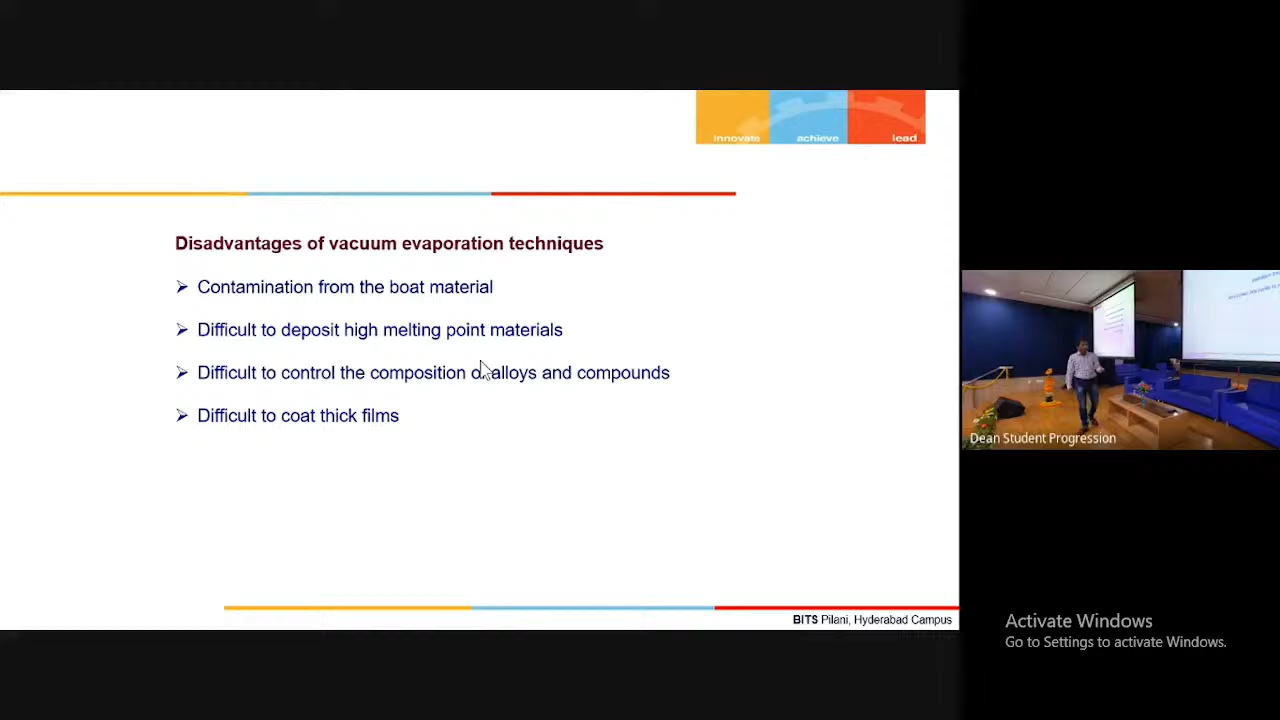 innovate achieve lead
Disadvantages of vacuum evaporation techniques
➢ Contamination from the boat material
➢ Difficult to deposit high melting point materials
➢ Difficult to control the composition of alloys and compounds
➢ Difficult to coat thick films
BITS Pilani, Hyderabad Campus
Dean Student Progression
Activate Windows
Go to Settings to activate Windows.